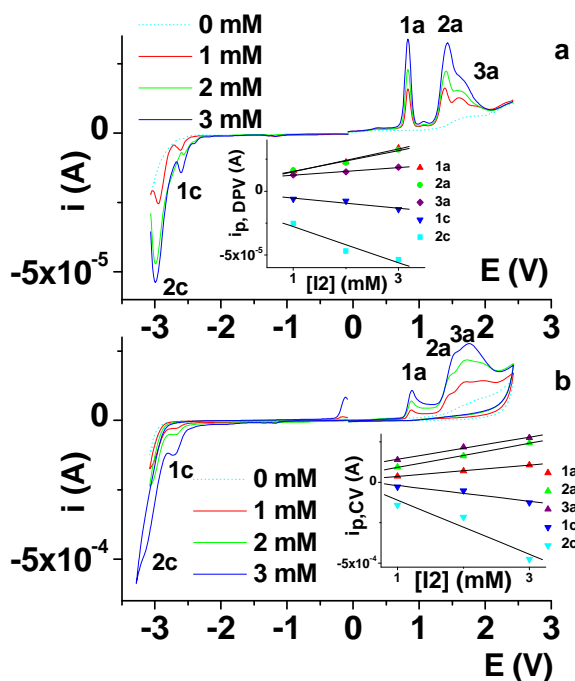 0 mM
1 mM
2 mM
3 mM
1a
2a
3a
a
0
-5x10⁻⁵
i (A)
1c
2c
i p, DPV (A)
0
-5x10⁻⁵
1a
2a
3a
1c
2c
1 2 3
[I2] (mM)
E (V)
-3 -2 -1 0 1 2 3
1a
2a
3a
b
0
-5x10⁻⁴
i (A)
1c
2c
0 mM
1 mM
2 mM
3 mM
i p,CV (A)
0
-5x10⁻⁴
1a
2a
3a
1c
2c
1 2 3
[I2] (mM)
-3 -2 -1 0 1 2 3
E (V)